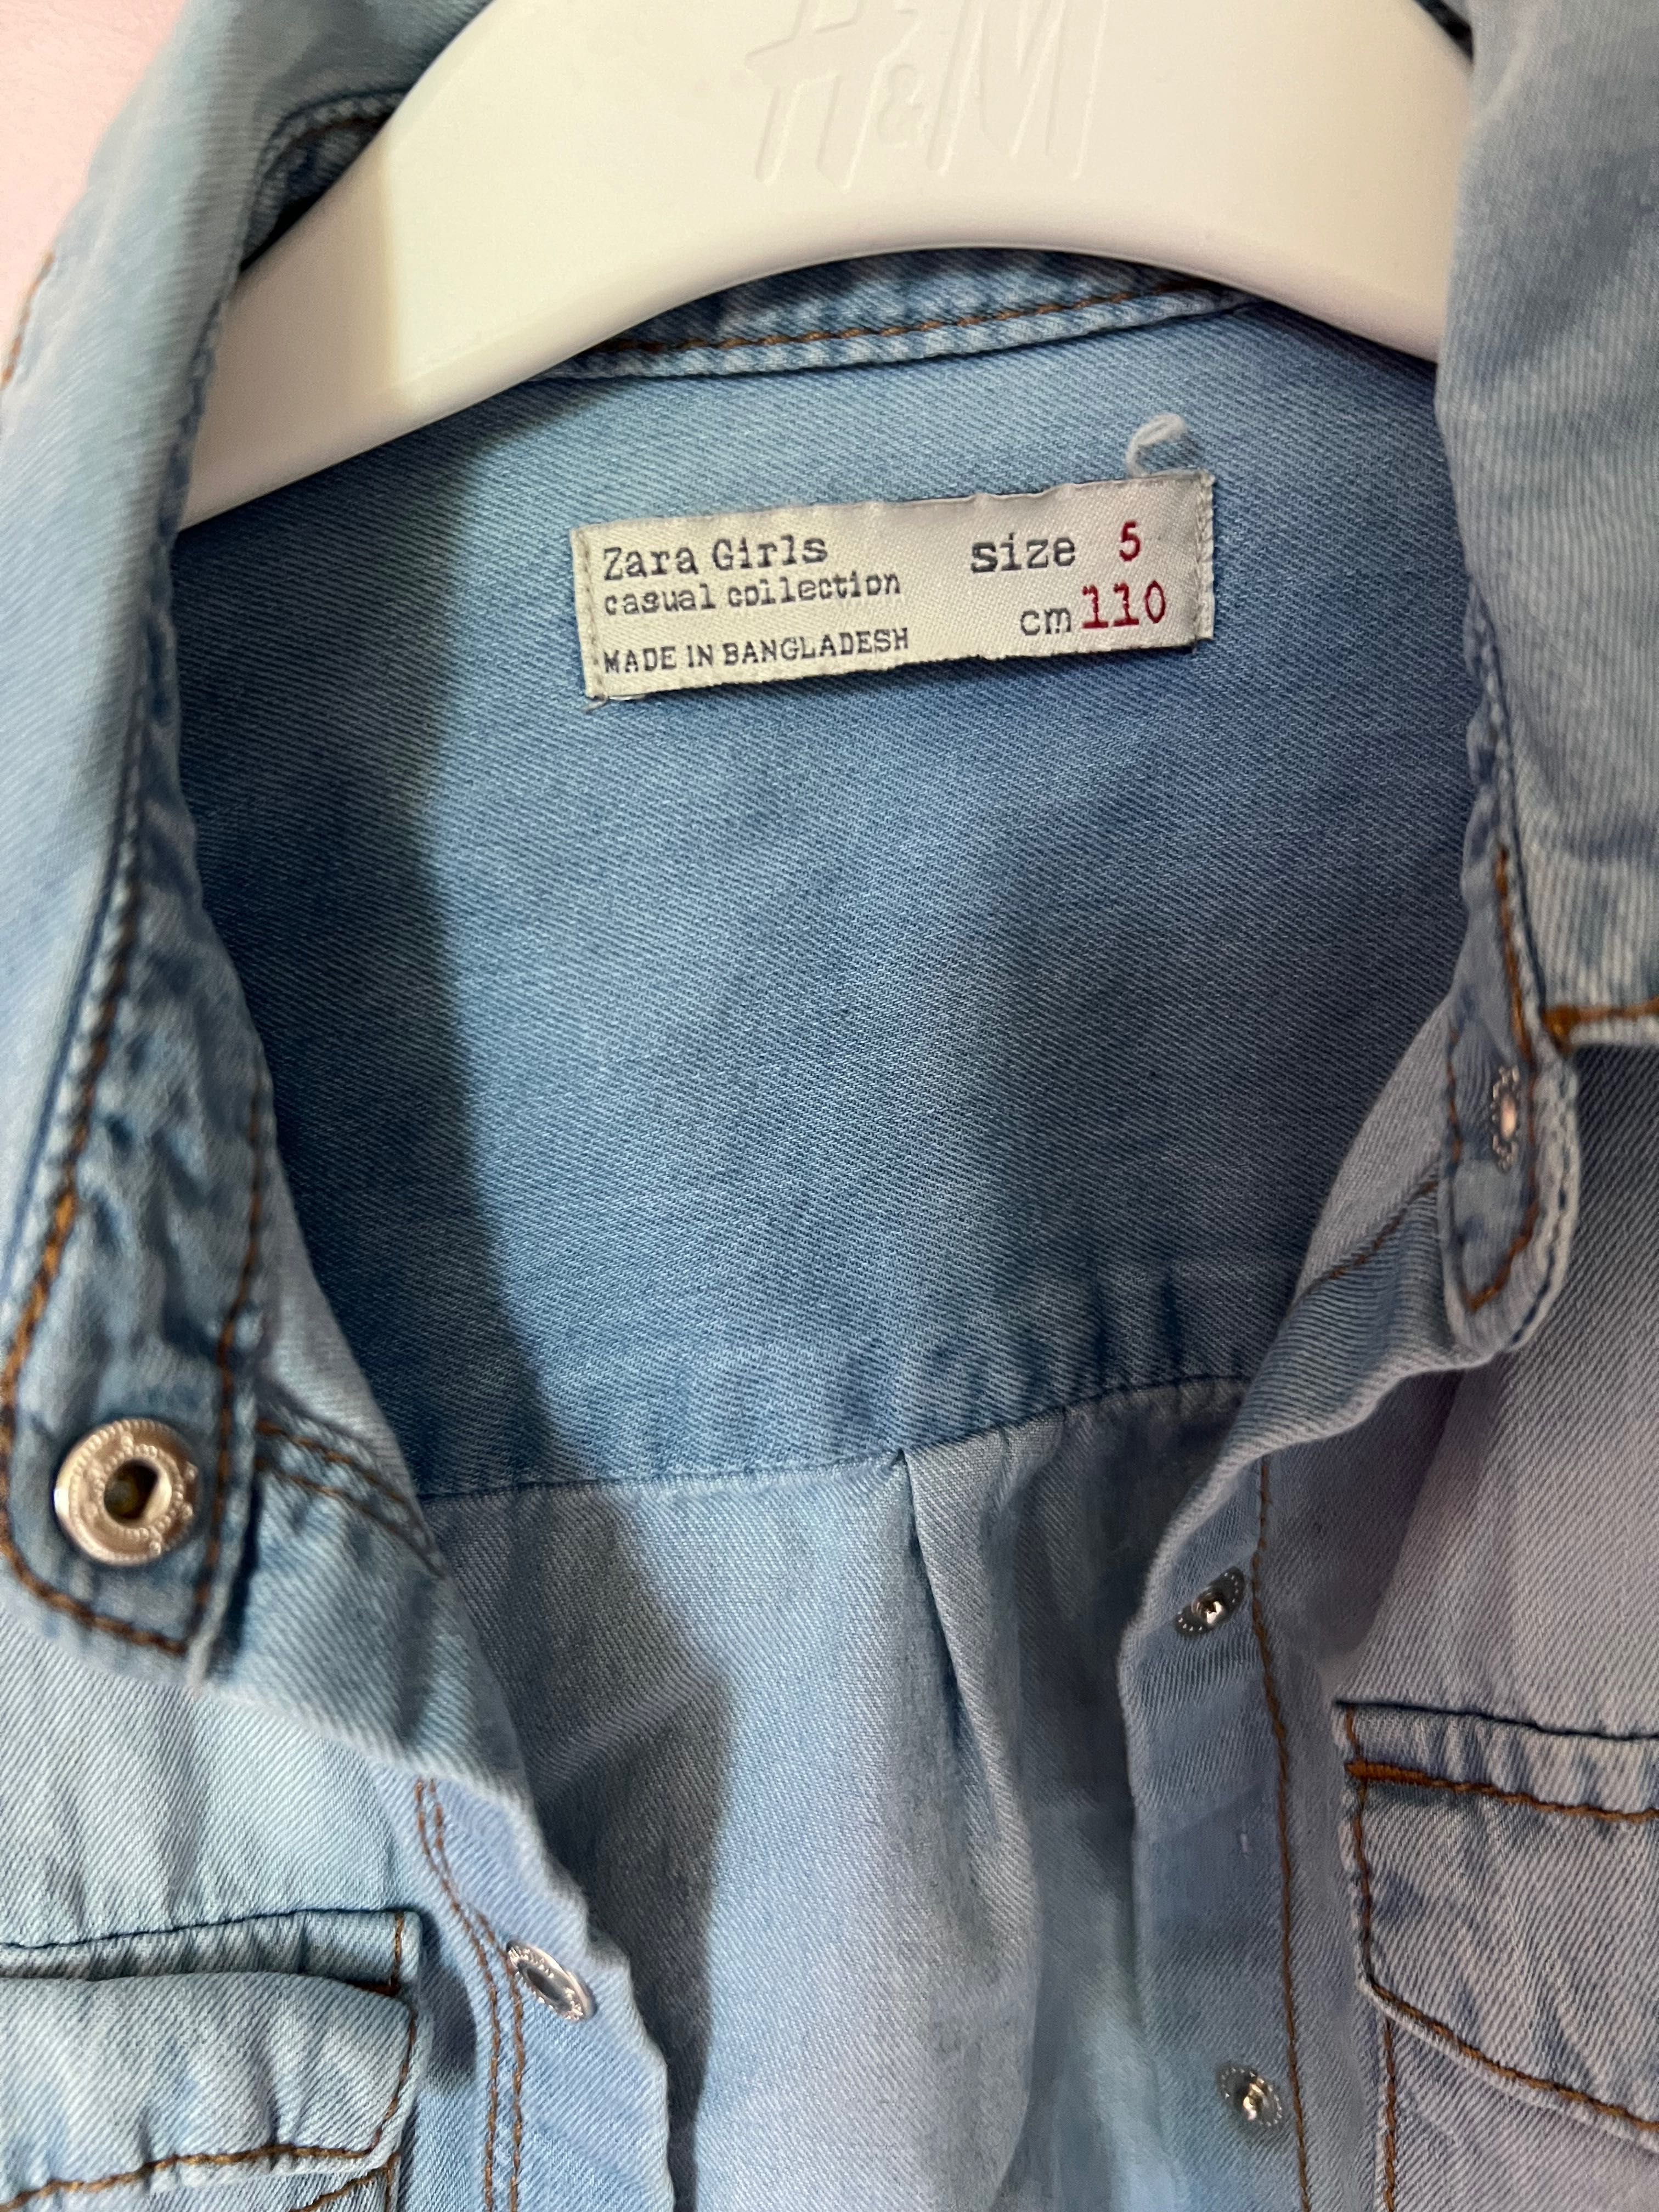 H&M
Zara Girls
casual collection
MADE IN BANGLADESH
size 5
cm 110